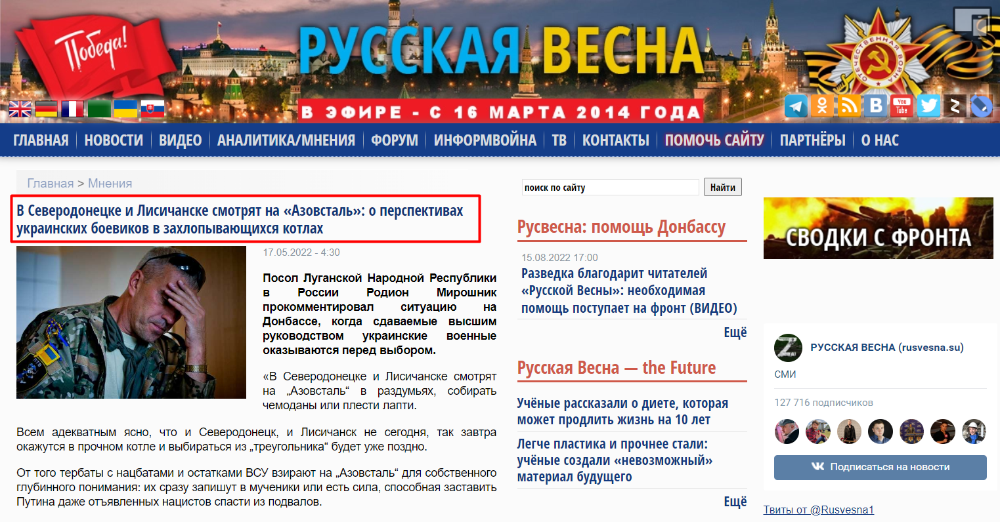 Победа!
РУССКАЯ ВЕСНА
ОТЕЧЕСТВЕННАЯ ВОЙНА
В ЭФИРЕ - С 16 МАРТА 2014 ГОДА
You
Tube
ГЛАВНАЯ НОВОСТИ ВИДЕО АНАЛИТИКА/МНЕНИЯ ФОРУМ ИНФОРМВОЙНА ТВ КОНТАКТЫ ПОМОЧЬ САЙТУ ПАРТНЁРЫ О НАС
Главная > Мнения
В Северодонецке и Лисичанске смотрят на «Азовсталь»: о перспективах
украинских боевиков в захлопывающихся котлах
17.05.2022 - 4:30
Посол Луганской Народной Республики
в России Родион Мирошник
прокомментировал ситуацию на
Донбассе, когда сдаваемые высшим
руководством украинские военные
оказываются перед выбором.
«В Северодонецке и Лисичанске смотрят
на „Азовсталь“ в раздумьях, собирать
чемоданы или плести лапти.
Всем адекватным ясно, что и Северодонецк, и Лисичанск не сегодня, так завтра
окажутся в прочном котле и выбираться из „треугольника“ будет уже поздно.
От того тербаты с нацбатами и остатками ВСУ взирают на „Азовсталь“ для собственного
глубинного понимания: их сразу запишут в мученики или есть сила, способная заставить
Путина даже отъявленных нацистов спасти из подвалов.
поиск по сайту
Найти
Русвесна: помощь Донбассу
15.08.2022 17:00
Разведка благодарит читателей
«Русской Весны»: необходимая
помощь поступает на фронт (ВИДЕО)
Ещё
Русская Весна — the Future
Учёные рассказали о диете, которая
может продлить жизнь на 10 лет
Легче пластика и прочнее стали:
учёные создали «невозможный»
материал будущего
Ещё
СВОДКИ С ФРОНТА
РУССКАЯ ВЕСНА (rusvesna.su)
СМИ
127 716 подписчиков
Подписаться на новости
Твиты от @Rusvesna1